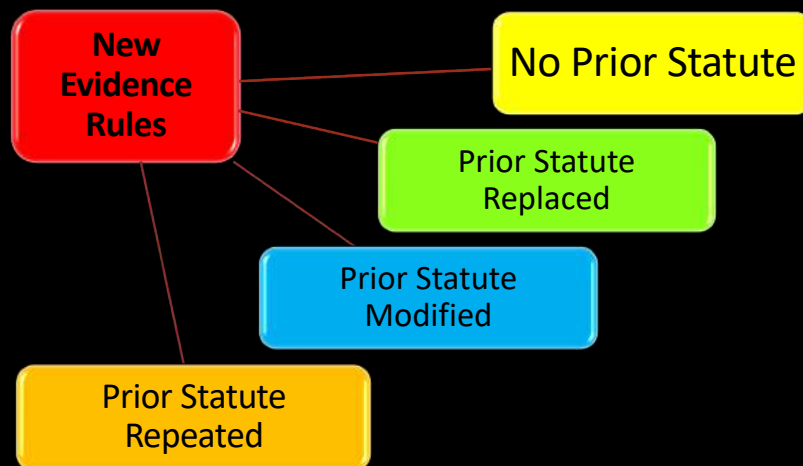 New
Evidence
Rules
No Prior Statute
Prior Statute
Replaced
Prior Statute
Modified
Prior Statute
Repeated